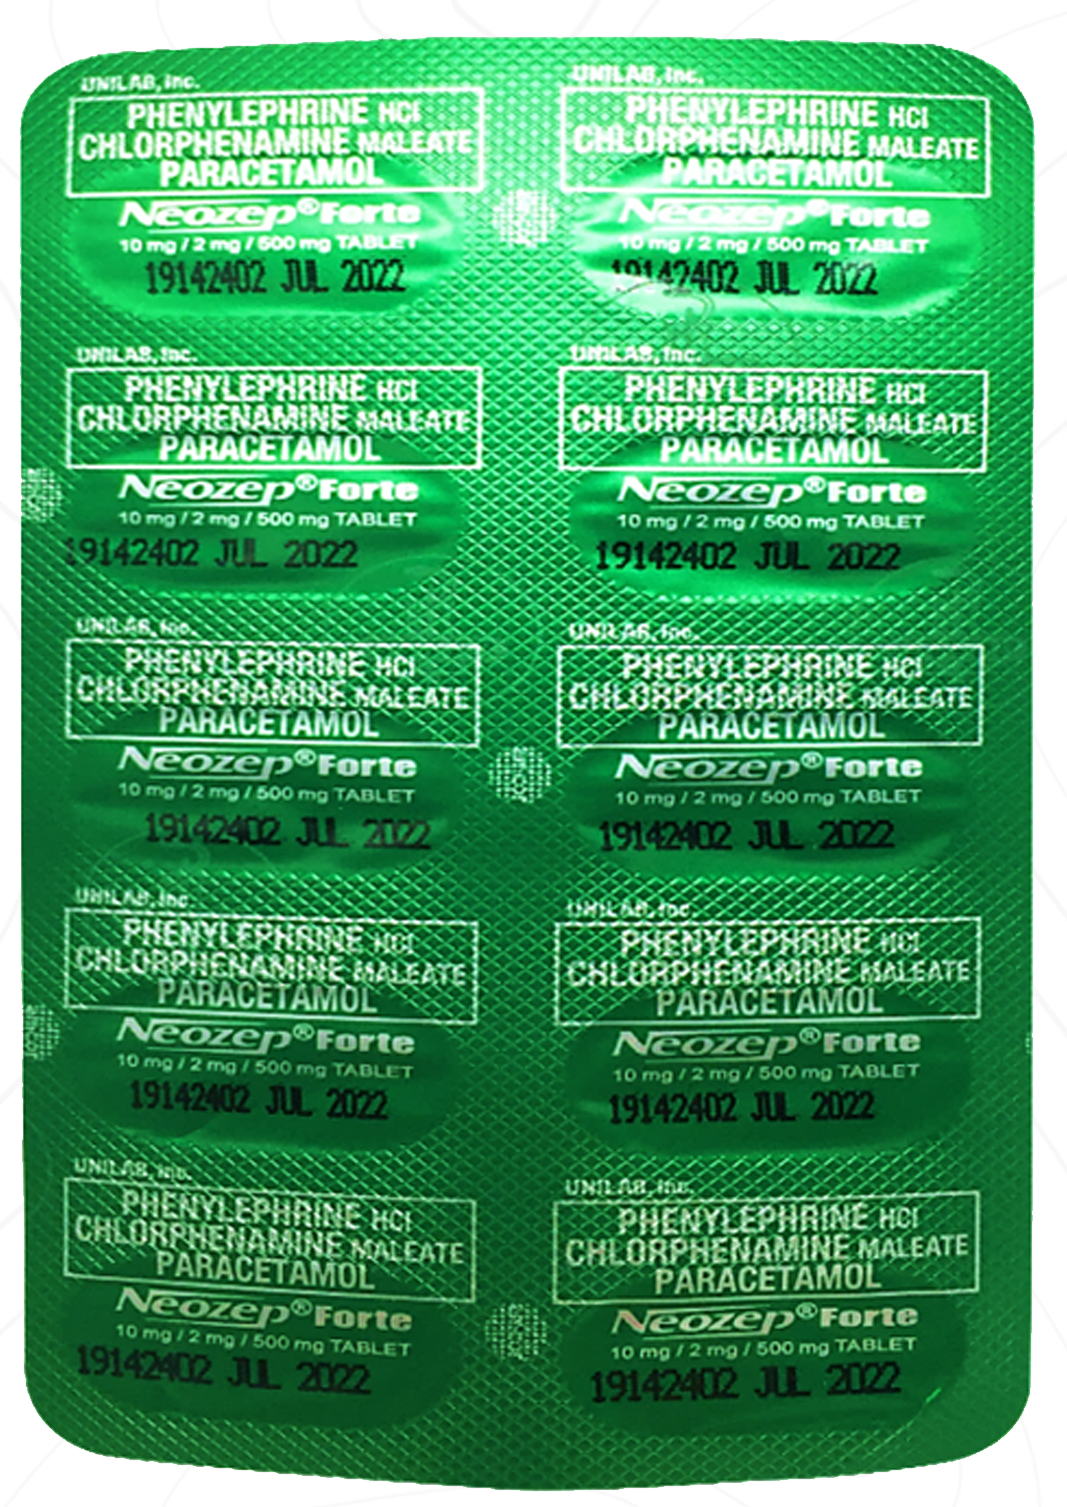 UNILAB, Inc.
PHENYLEPHRINE HCl
CHLORPHENAMINE MALEATE
PARACETAMOL
Neozep®Forte
10 mg / 2 mg / 500 mg TABLET
19142402 JUL 2022
UNILAB, Inc.
PHENYLEPHRINE HCl
CHLORPHENAMINE MALEATE
PARACETAMOL
Neozep®Forte
10 mg / 2 mg / 500 mg TABLET
19142402 JUL 2022
UNILAB, Inc.
PHENYLEPHRINE HCl
CHLORPHENAMINE MALEATE
PARACETAMOL
Neozep®Forte
10 mg / 2 mg / 500 mg TABLET
19142402 JUL 2022
UNILAB, Inc.
PHENYLEPHRINE HCl
CHLORPHENAMINE MALEATE
PARACETAMOL
Neozep®Forte
10 mg / 2 mg / 500 mg TABLET
19142402 JUL 2022
UNILAB, Inc.
PHENYLEPHRINE HCl
CHLORPHENAMINE MALEATE
PARACETAMOL
Neozep®Forte
10 mg / 2 mg / 500 mg TABLET
19142402 JUL 2022
UNILAB, Inc.
PHENYLEPHRINE HCl
CHLORPHENAMINE MALEATE
PARACETAMOL
Neozep®Forte
10 mg / 2 mg / 500 mg TABLET
19142402 JUL 2022
UNILAB, Inc.
PHENYLEPHRINE HCl
CHLORPHENAMINE MALEATE
PARACETAMOL
Neozep®Forte
10 mg / 2 mg / 500 mg TABLET
19142402 JUL 2022
UNILAB, Inc.
PHENYLEPHRINE HCl
CHLORPHENAMINE MALEATE
PARACETAMOL
Neozep®Forte
10 mg / 2 mg / 500 mg TABLET
19142402 JUL 2022
UNILAB, Inc.
PHENYLEPHRINE HCl
CHLORPHENAMINE MALEATE
PARACETAMOL
Neozep®Forte
10 mg / 2 mg / 500 mg TABLET
19142402 JUL 2022
UNILAB, Inc.
PHENYLEPHRINE HCl
CHLORPHENAMINE MALEATE
PARACETAMOL
Neozep®Forte
10 mg / 2 mg / 500 mg TABLET
19142402 JUL 2022